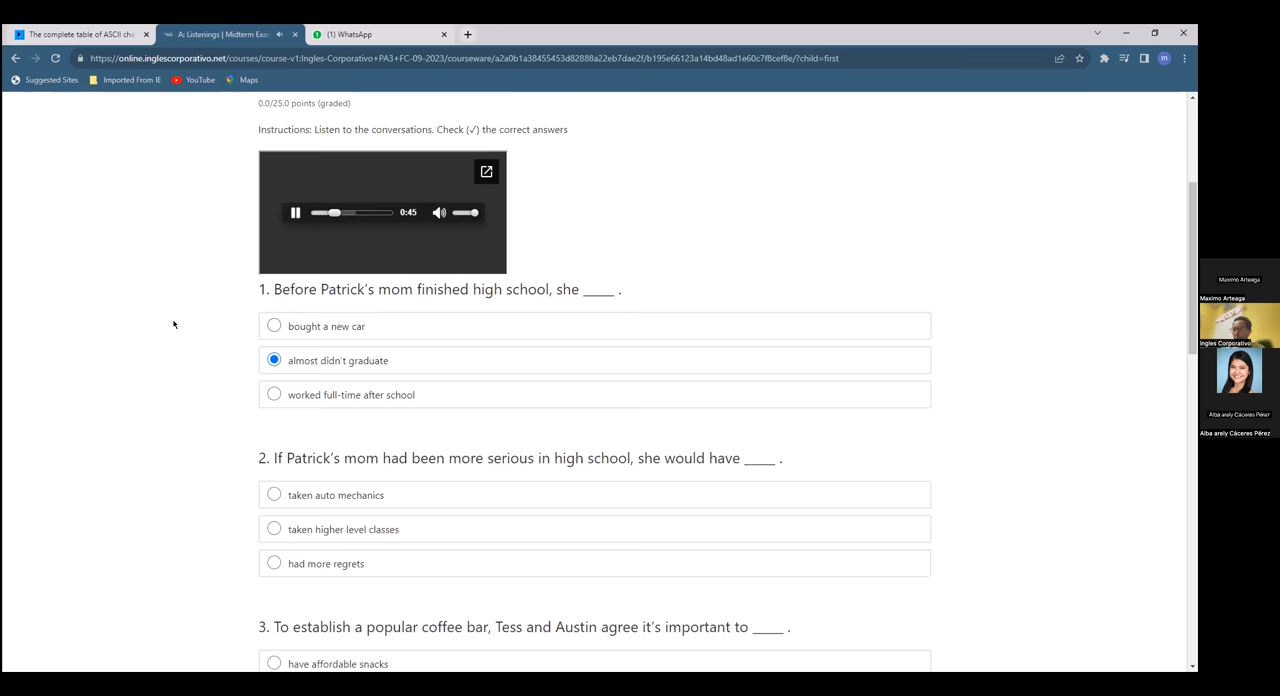 The complete table of ASCII cha
A: Listenings | Midterm Exa
(1) WhatsApp
https://online.inglescorporativo.net/courses/course-v1:Ingles-Corporativo+PA3+FC-09-2023/courseware/a2a0b1a38455453d82888a22eb7dae2f/b195e66123a14bd48ad1e60c7f8cef8e/?child=first
m
Suggested Sites
Imported From IE
YouTube
Maps
0.0/25.0 points (graded)
Instructions: Listen to the conversations. Check (✓) the correct answers
0:45
1. Before Patrick's mom finished high school, she _____ .
bought a new car
almost didn't graduate
worked full-time after school
2. If Patrick's mom had been more serious in high school, she would have _____ .
taken auto mechanics
taken higher level classes
had more regrets
3. To establish a popular coffee bar, Tess and Austin agree it's important to _____ .
have affordable snacks
Maximo Arteaga
Maximo Arteaga
Ingles Corporativo
Alba arely Cáceres Pérez
Alba arely Cáceres Pérez